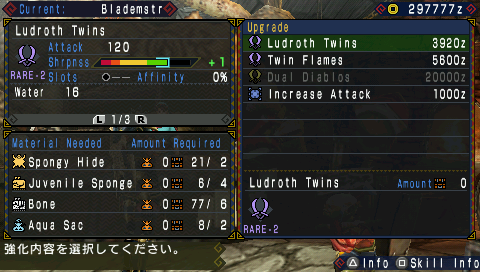 Current: Blademstr
297777z
Ludroth Twins
Attack 120
Shrpnss +1
RARE-2 Slots Affinity 0%
Water 16
L 1/3 R
Material Needed Amount Required
Spongy Hide 0 21/ 2
Juvenile Sponge 0 6/ 4
Bone 0 77/ 6
Aqua Sac 0 8/ 2
Upgrade
Ludroth Twins 3920z
Twin Flames 5600z
Dual Diablos 20000z
Increase Attack 1000z
Ludroth Twins Amount 0
RARE-2
強化内容を選択してください。
Info Skill Info